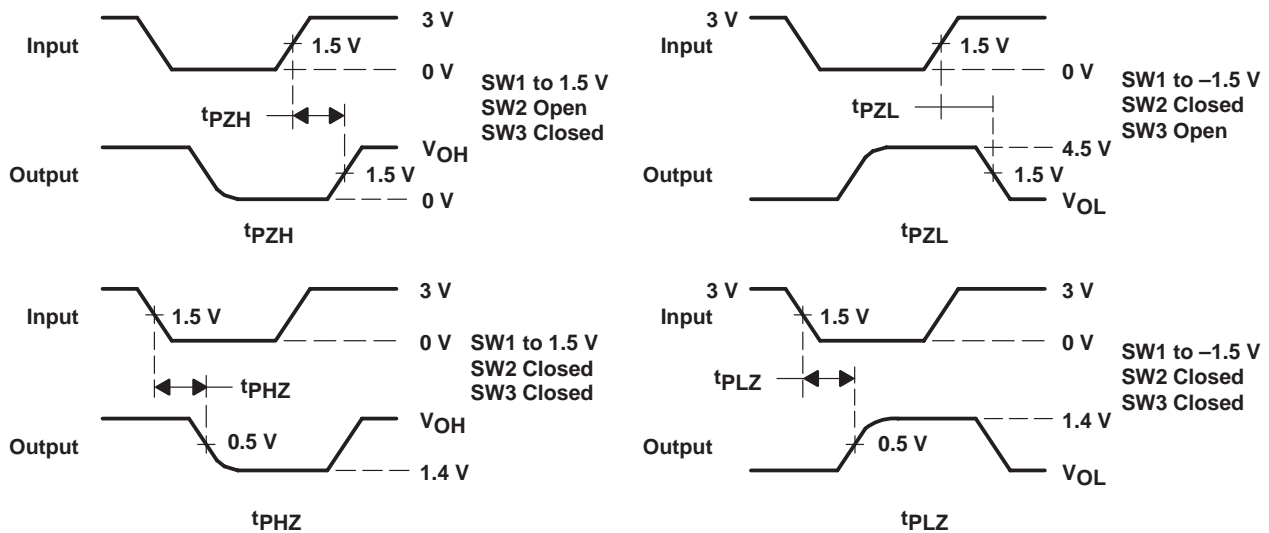 Input
3 V
1.5 V
0 V
SW1 to 1.5 V
SW2 Open
SW3 Closed
tPZH
Output
VOH
1.5 V
0 V
tPZH
3 V
Input
1.5 V
0 V
SW1 to –1.5 V
SW2 Closed
SW3 Open
tPZL
Output
4.5 V
1.5 V
VOL
tPZL
Input
3 V
1.5 V
0 V
SW1 to 1.5 V
SW2 Closed
SW3 Closed
tPHZ
Output
VOH
0.5 V
1.4 V
tPHZ
3 V
Input
3 V
1.5 V
0 V
SW1 to –1.5 V
SW2 Closed
SW3 Closed
tPLZ
Output
1.4 V
0.5 V
VOL
tPLZ